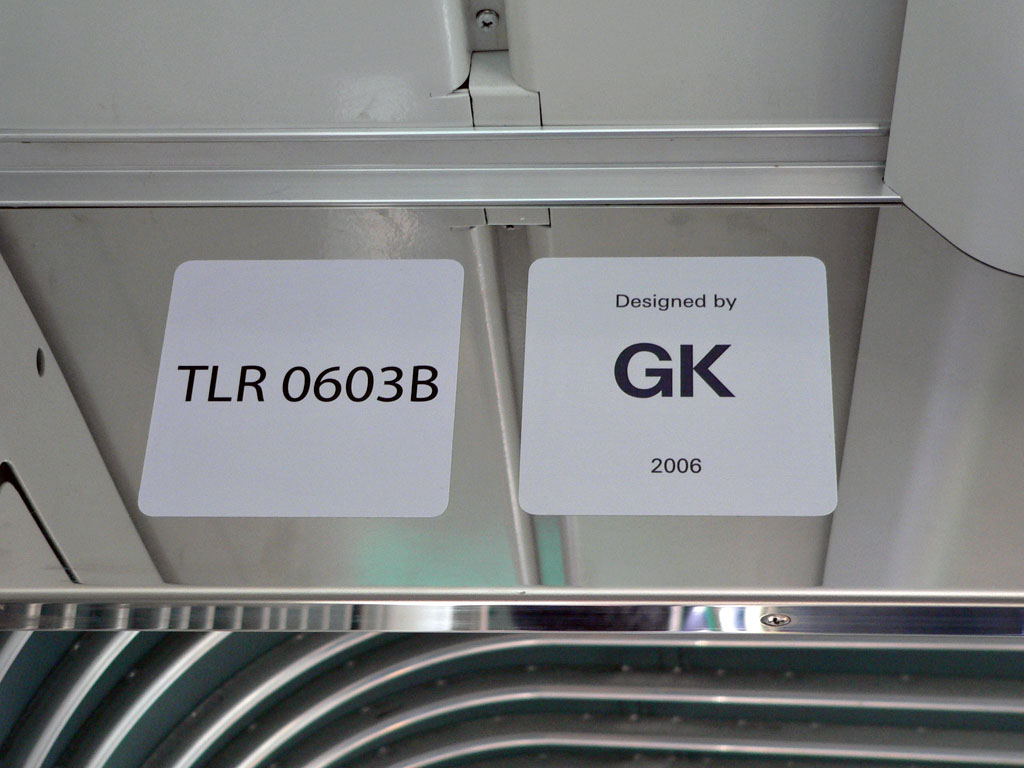 TLR 0603B
Designed by
GK
2006